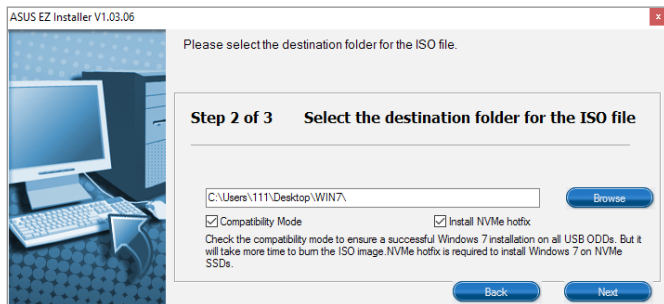 ASUS EZ Installer V1.03.06
x
Please select the destination folder for the ISO file.
Step 2 of 3 Select the destination folder for the ISO file
C:\Users\111\Desktop\WIN7\
Browse
Compatibility Mode
Install NVMe hotfix
Check the compatibility mode to ensure a successful Windows 7 installation on all USB ODDs. But it
will take more time to burn the ISO image.NVMe hotfix is required to install Windows 7 on NVMe
SSDs.
Back
Next